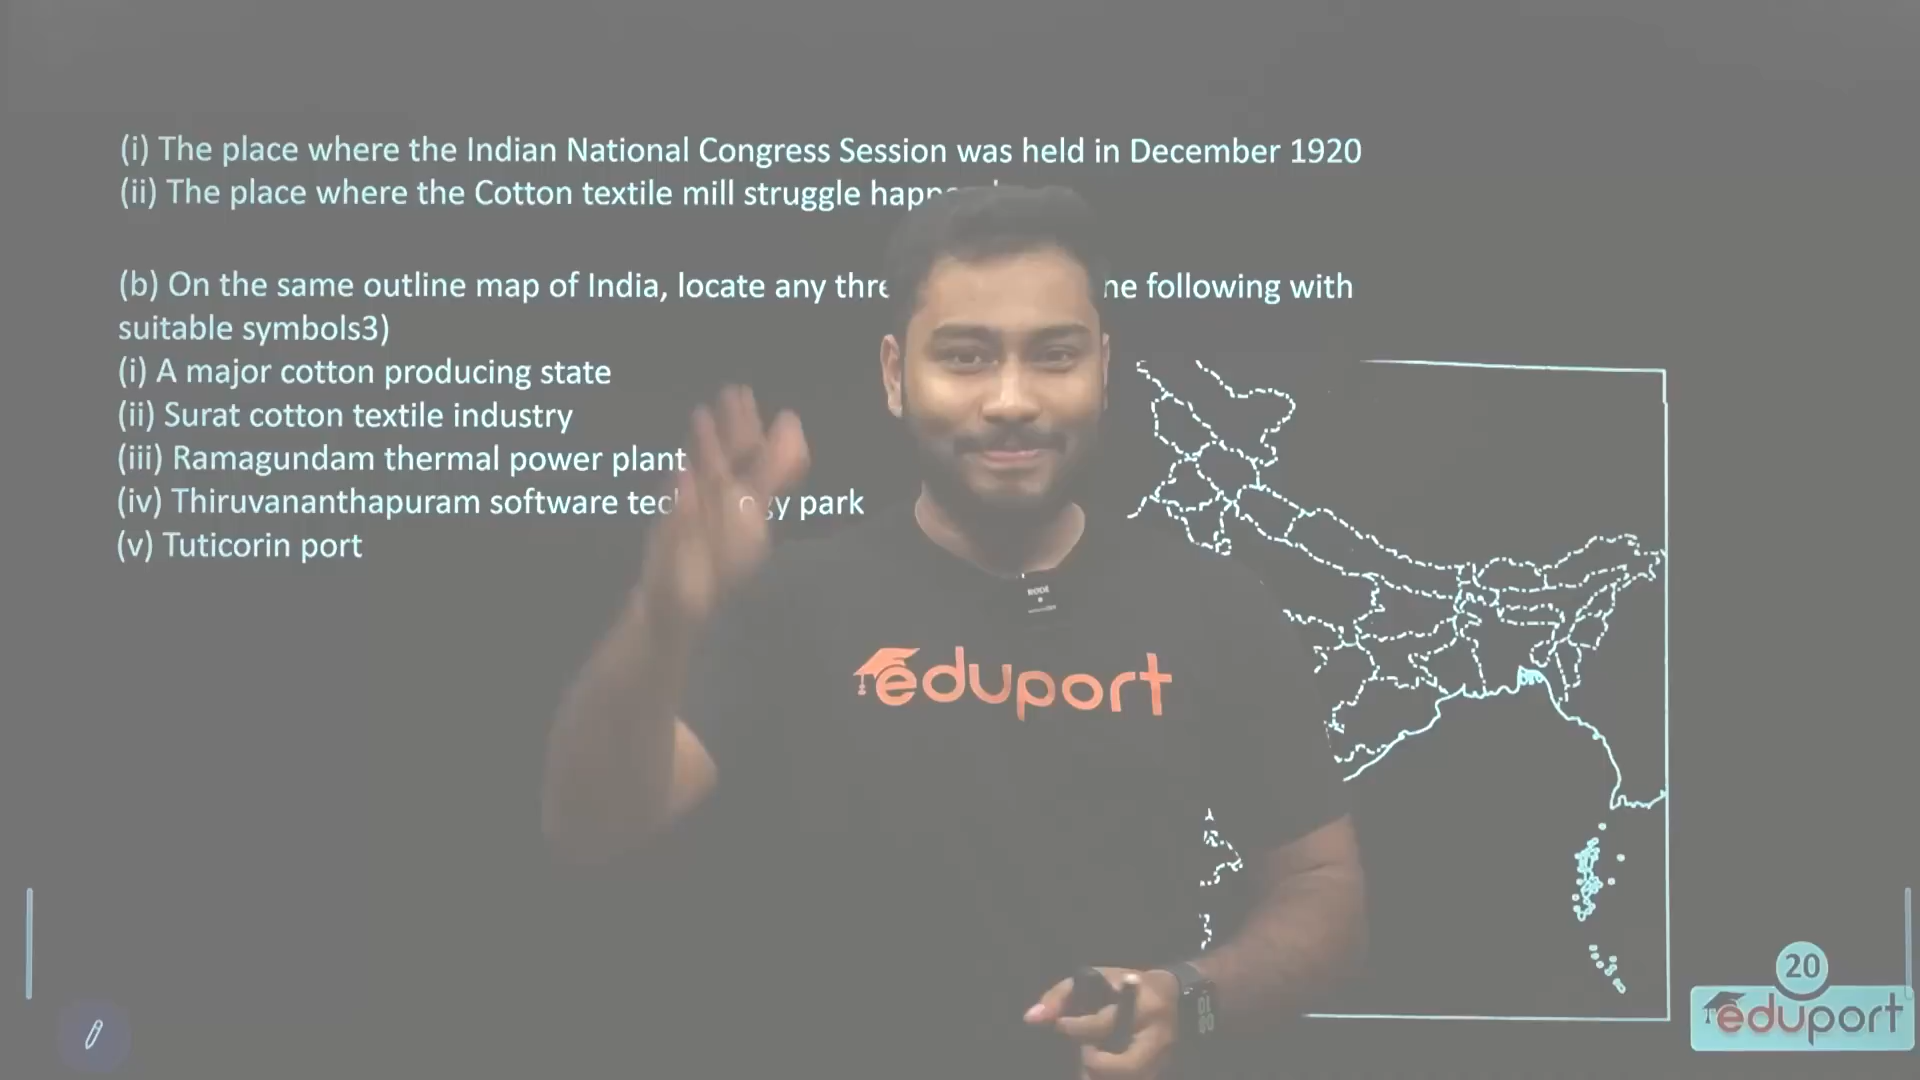 (i) The place where the Indian National Congress Session was held in December 1920
(ii) The place where the Cotton textile mill struggle
(b) On the same outline map of India, locate any following with
suitable symbols3)
(i) A major cotton producing state
(ii) Surat cotton textile industry
(iii) Ramagundam thermal power plant
(iv) Thiruvananthapuram software park
(v) Tuticorin port
RODE
eduport
20
eduport